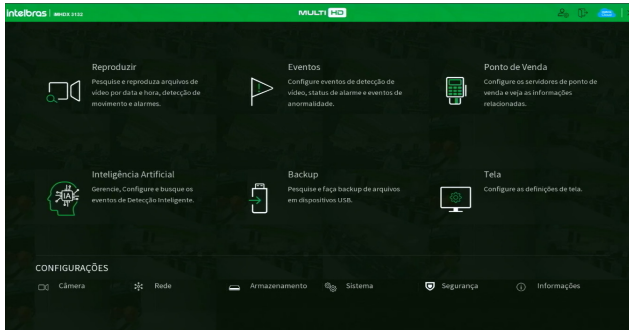 intelbras | iMHDX 3132
MULTI HD
Reproduzir
Pesquise e reproduza arquivos de
vídeo por data e hora, detecção de
movimento e alarmes.
Eventos
Configure eventos de detecção de
vídeo, status de alarme e eventos de
anormalidade.
Ponto de Venda
Configure os servidores de ponto de
venda e veja as informações
relacionadas.
IA
Inteligência Artificial
Gerencie, Configure e busque os
eventos de Detecção Inteligente.
Backup
Pesquise e faça backup de arquivos
em dispositivos USB.
Tela
Configure as definições de tela.
CONFIGURAÇÕES
Câmera Rede Armazenamento Sistema Segurança Informações